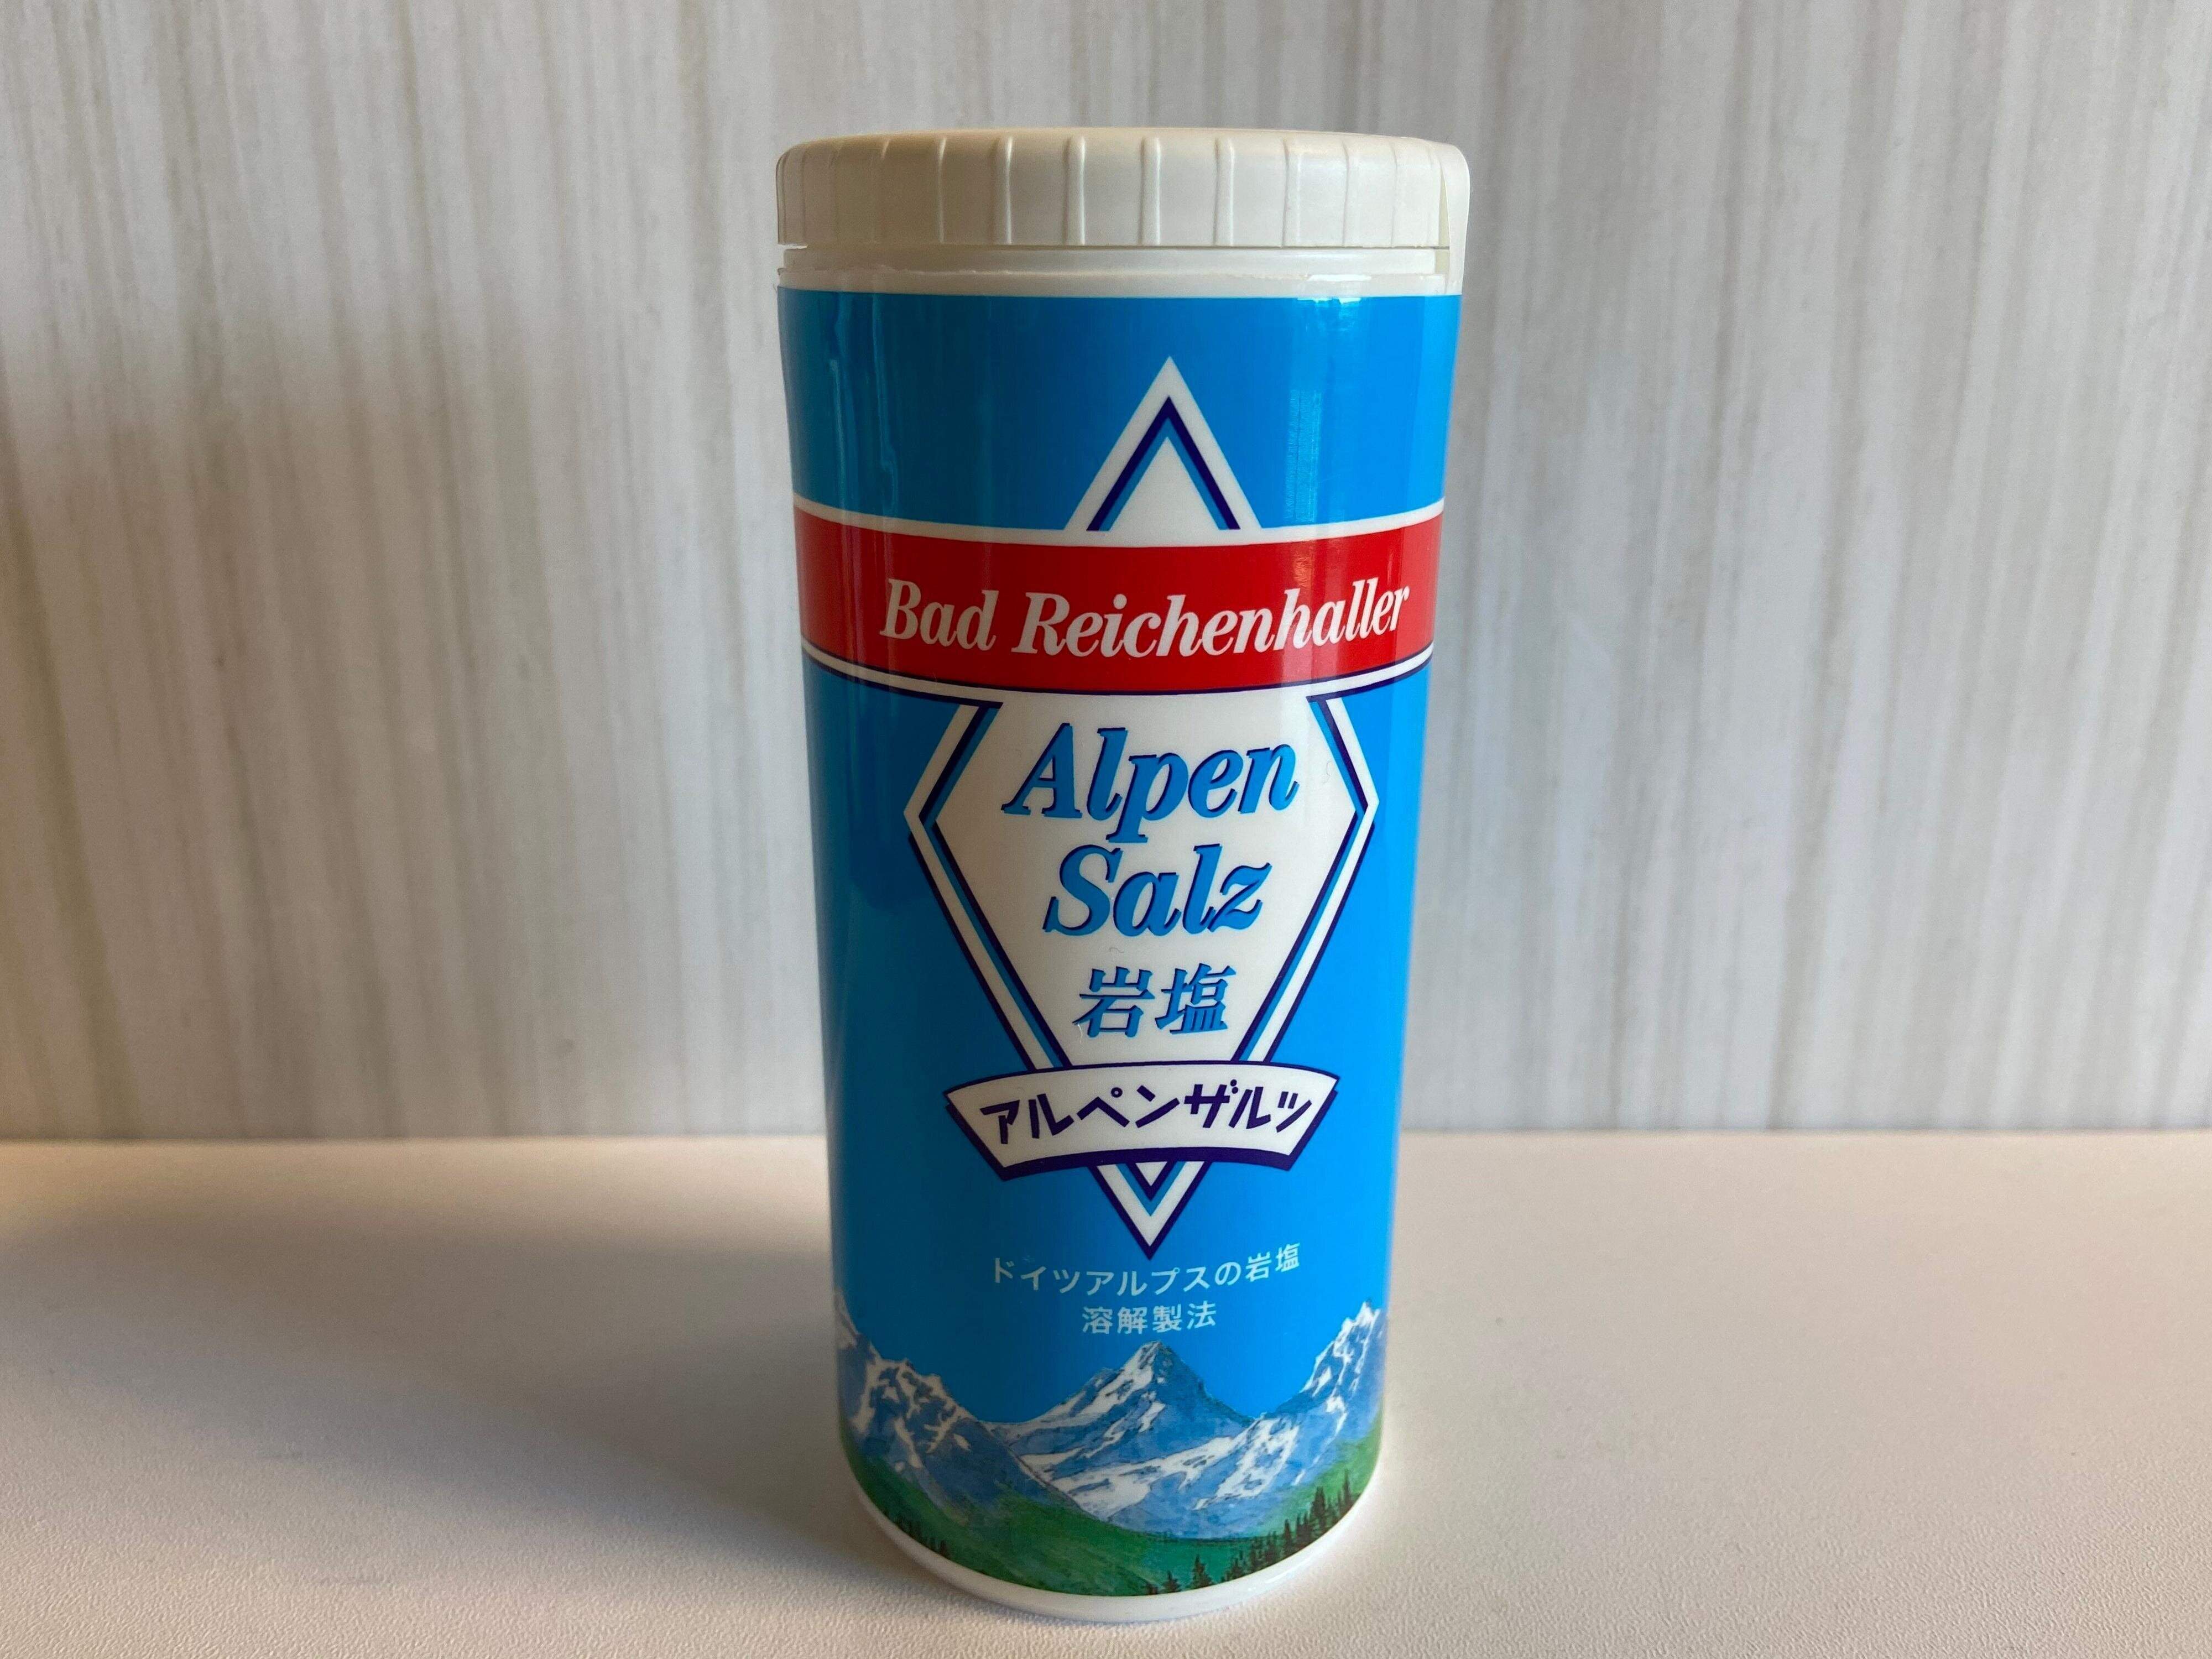 Bad Reichenhaller
Alpen
Salz
岩塩
アルペンザルツ
ドイツアルプスの岩塩
溶解製法